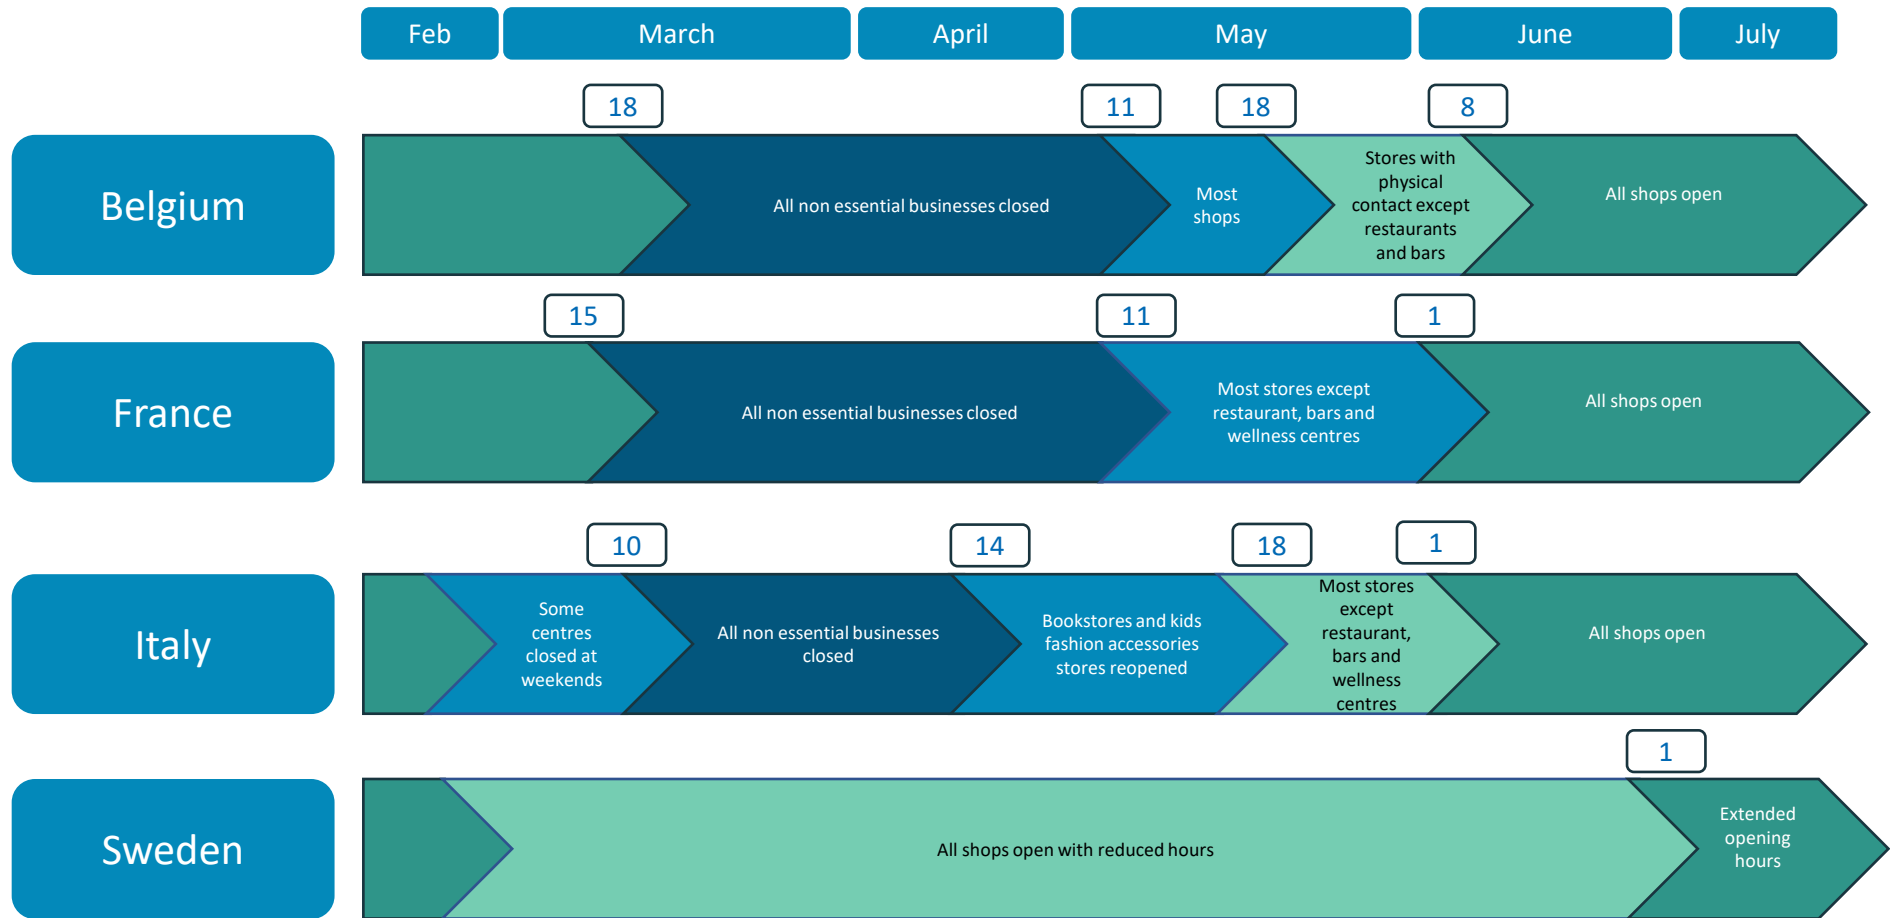 Feb March April May June July
18 11 18 8
Belgium
All non essential businesses closed
Most
shops
Stores with
physical
contact except
restaurants
and bars
All shops open
15 11 1
France
All non essential businesses closed
Most stores except
restaurant, bars and
wellness centres
All shops open
10 14 18 1
Italy
Some
centres
closed at
weekends
All non essential businesses
closed
Bookstores and kids
fashion accessories
stores reopened
Most stores
except
restaurant,
bars and
wellness
centres
All shops open
1
Sweden
All shops open with reduced hours
Extended
opening
hours